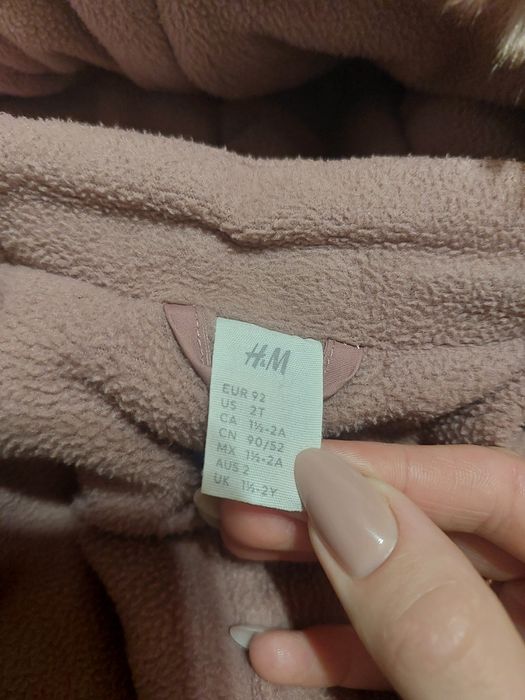 H&M
EUR 92
US 2T
CA 1½-2A
CN 90/52
MX 1½-2A
AUS 2
UK 1½-2Y